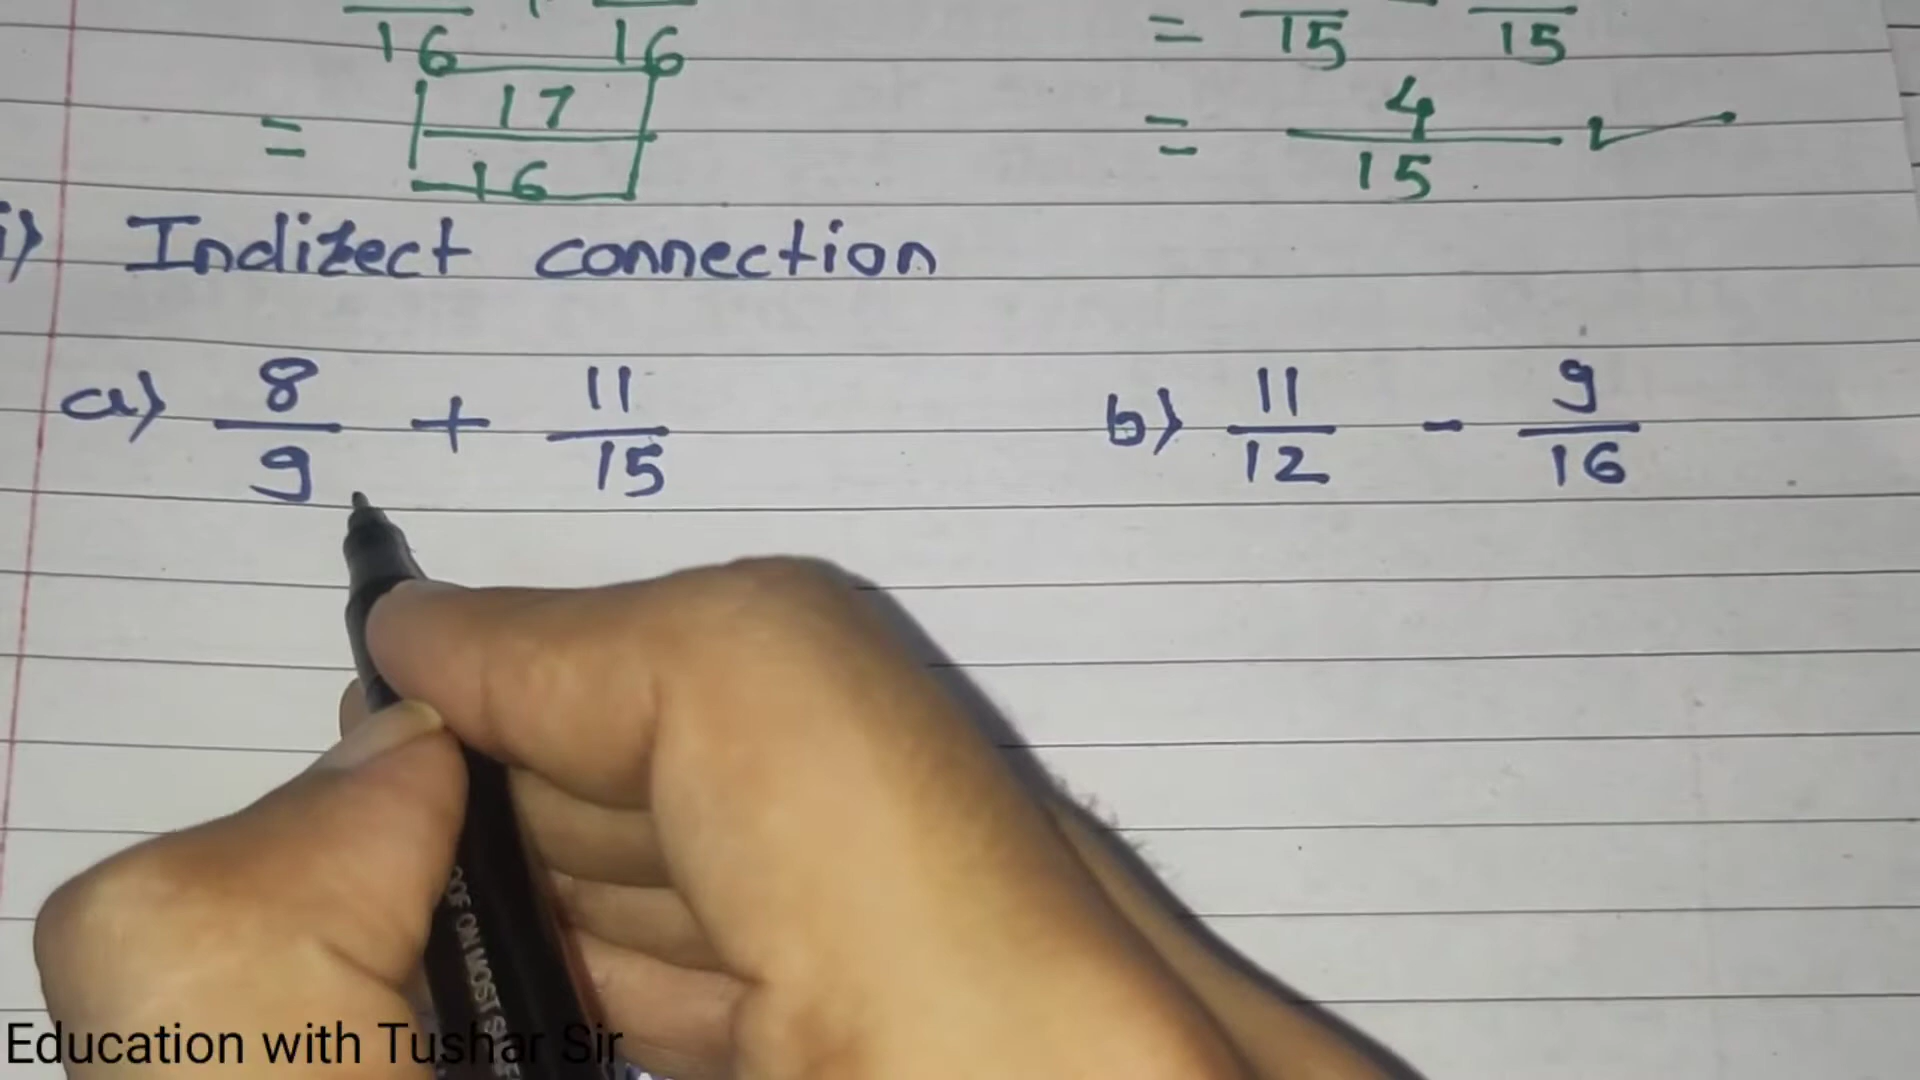 16 + 16
= 15 - 15
= 17/16
= 4/15 ✓
i) Indirect connection
a) 8/9 + 11/15
b) 11/12 - 9/16
Education with Tushar Sir